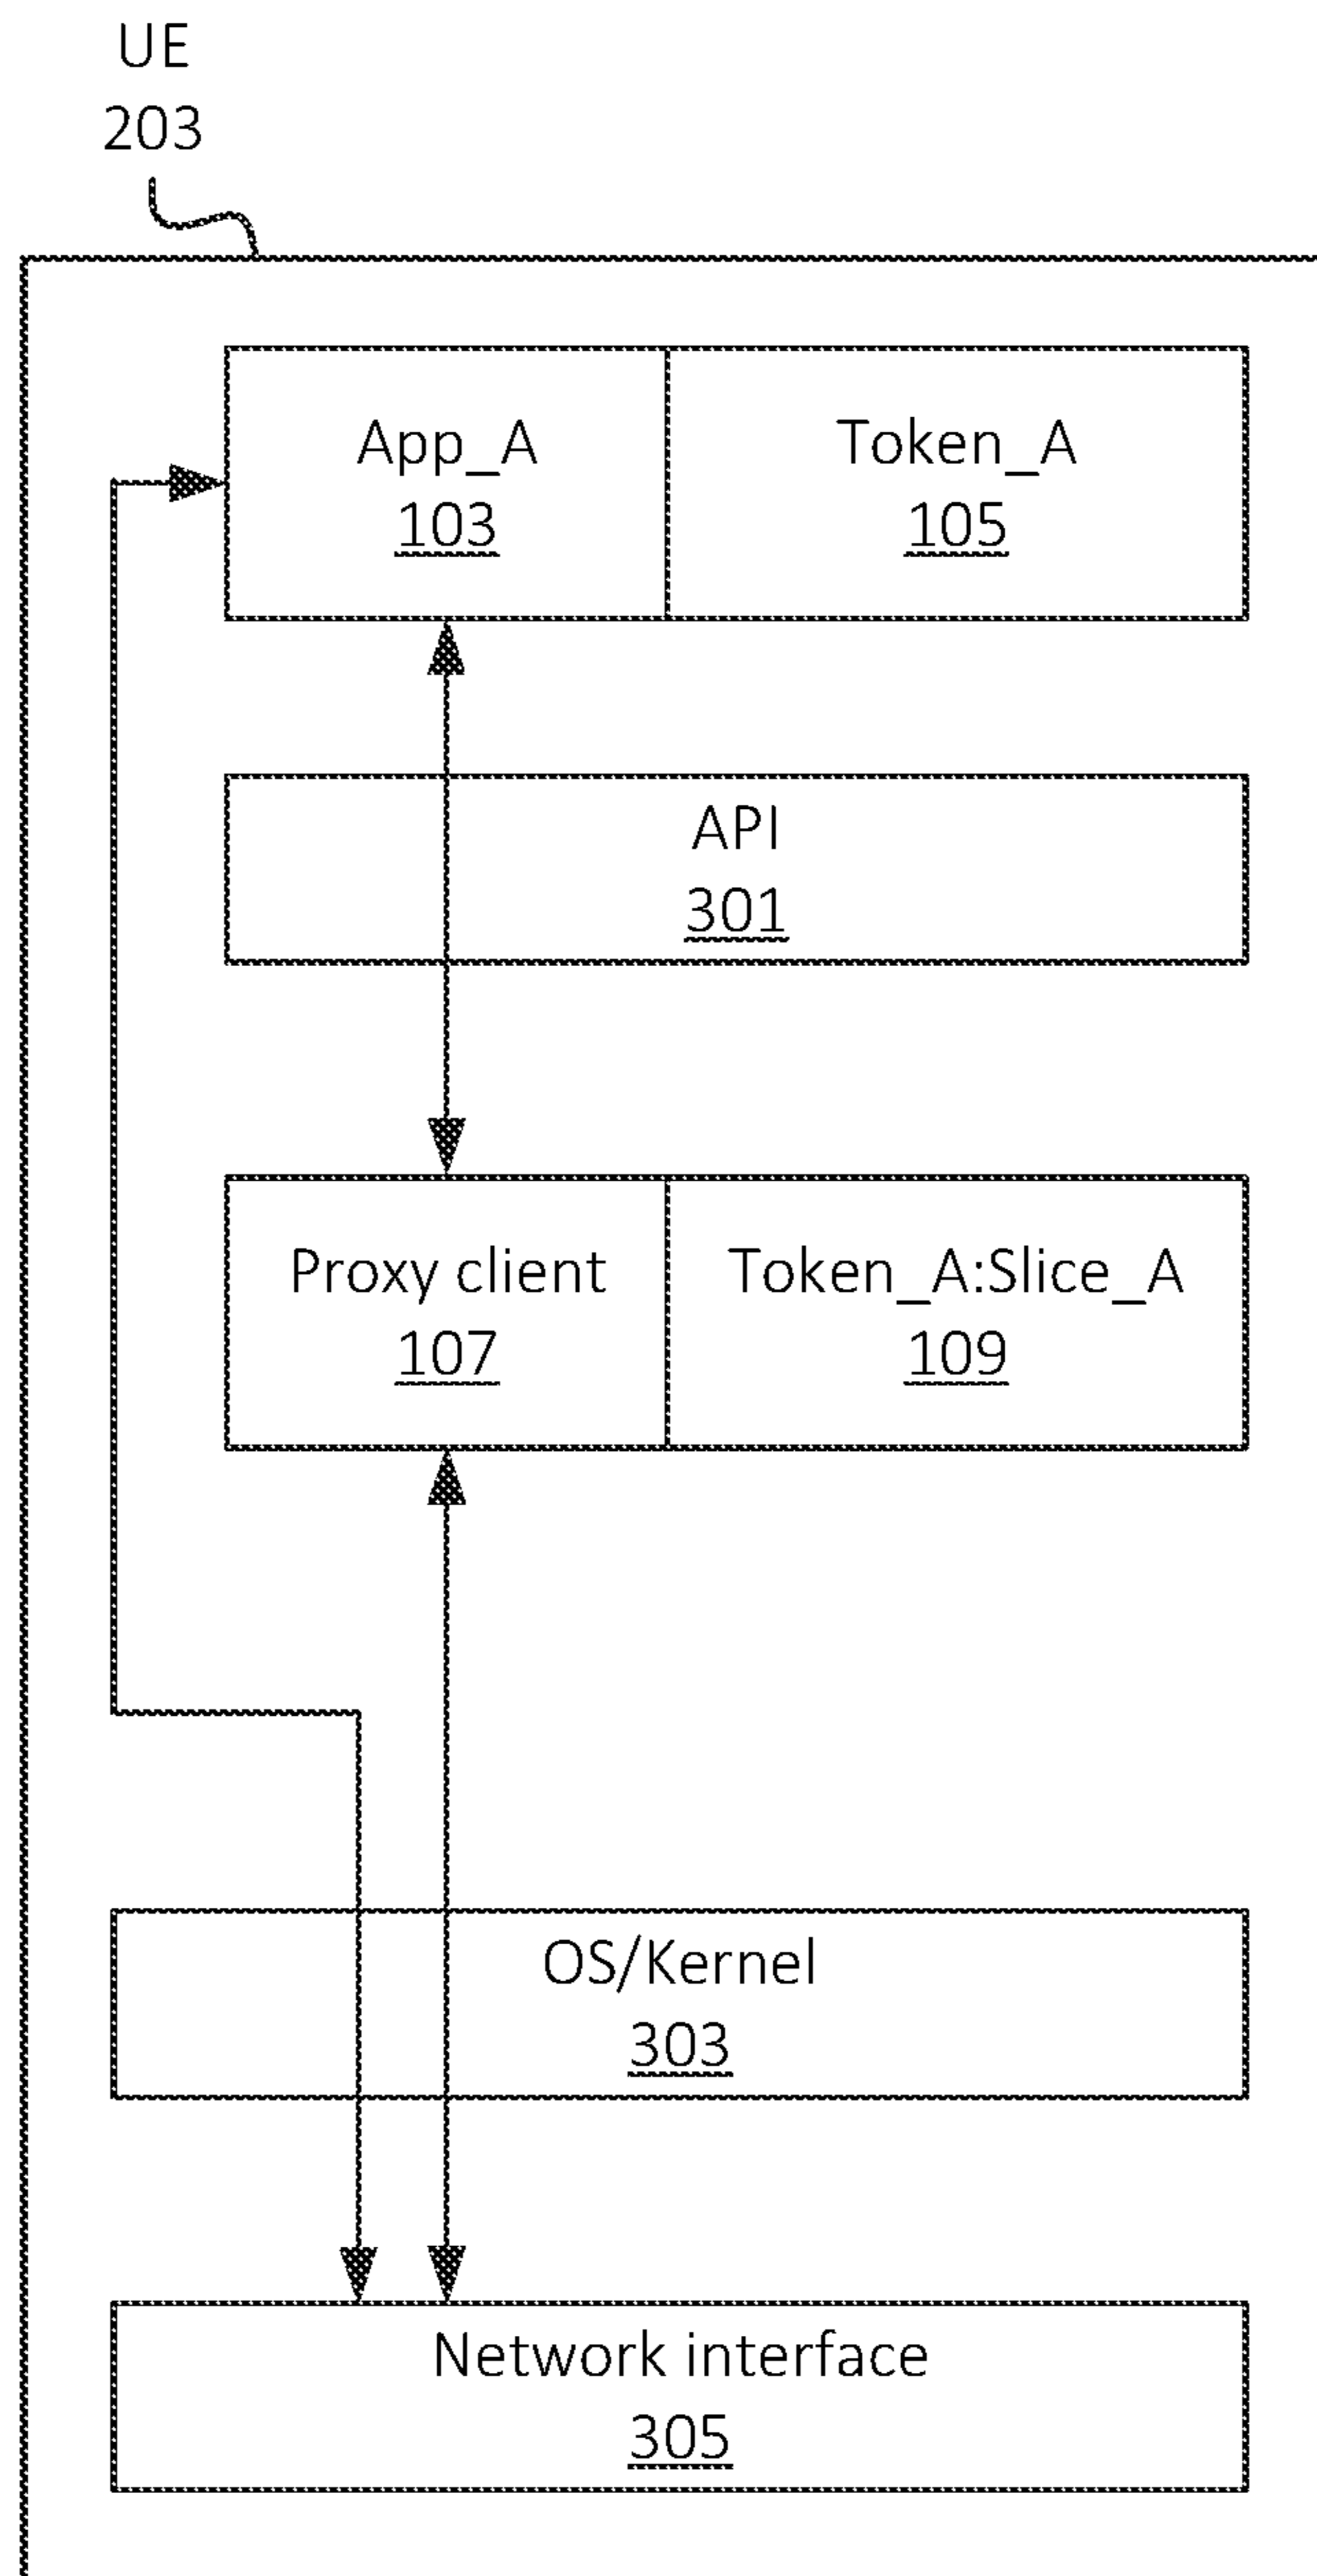 UE
203
App_A
103
Token_A
105
API
301
Proxy client
107
Token_A:Slice_A
109
OS/Kernel
303
Network interface
305